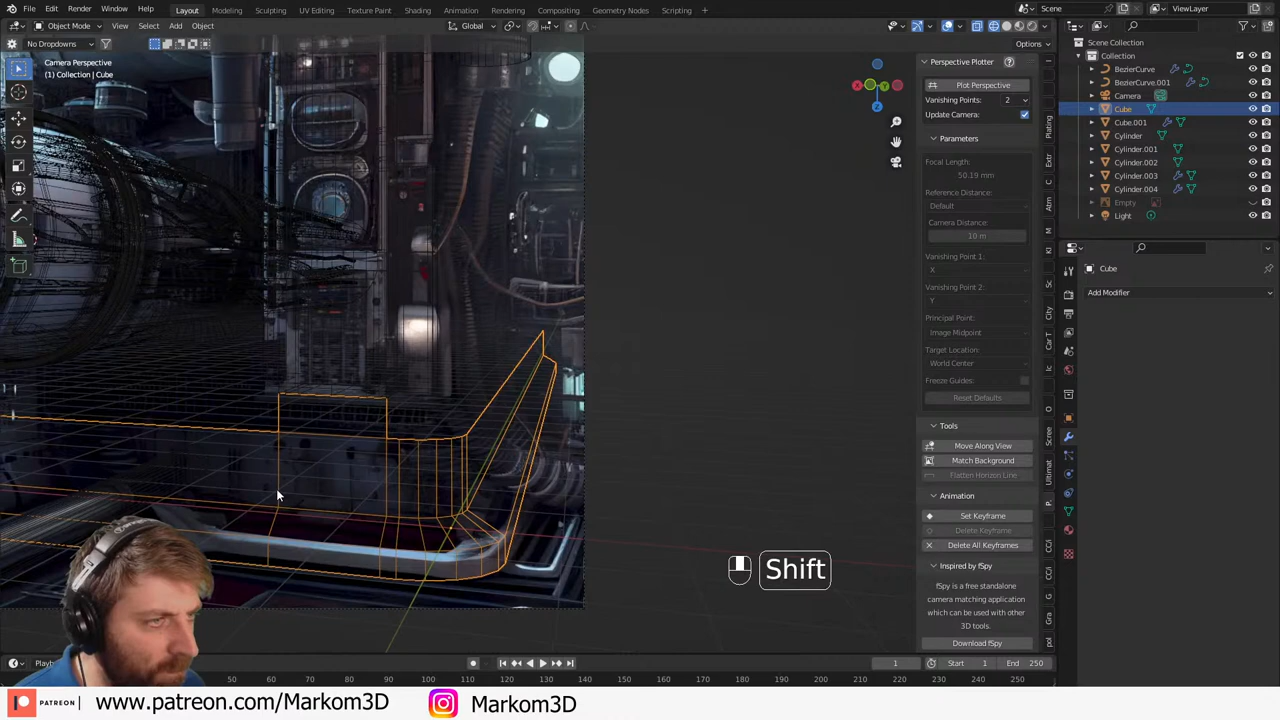 File Edit Render Window Help Layout Modeling Sculpting UV Editing Texture Paint Shading Animation Rendering Compositing Geometry Nodes Scripting + Scene ViewLayer
Object Mode View Select Add Object Global
No Dropdowns Options
Camera Perspective
(1) Collection | Cube
X Y Z
Perspective Plotter
Plot Perspective
Vanishing Points: 2
Update Camera:
Parameters
Focal Length:
50.19 mm
Reference Distance:
Default
Camera Distance:
10 m
Vanishing Point 1:
X
Vanishing Point 2:
Y
Principal Point:
Image Midpoint
Target Location:
World Center
Freeze Guides:
Reset Defaults
Tools
Move Along View
Match Background
Flatten Horizon Line
Animation
Set Keyframe
Delete Keyframe
Delete All Keyframes
Inspired by fSpy
fSpy is a free standalone
camera matching application
which can be used with other
3D tools.
Download fSpy
Scene Collection
Collection
BezierCurve
BezierCurve.001
Camera
Cube
Cube.001
Cylinder
Cylinder.001
Cylinder.002
Cylinder.003
Cylinder.004
Empty
Light
Cube
Add Modifier
Shift
1 Start 1 End 250
50 60 70 80 90 100 110 120 130 140 150 160 170 180 190 200 210 220 230 240 250
PATREON www.patreon.com/Markom3D Markom3D